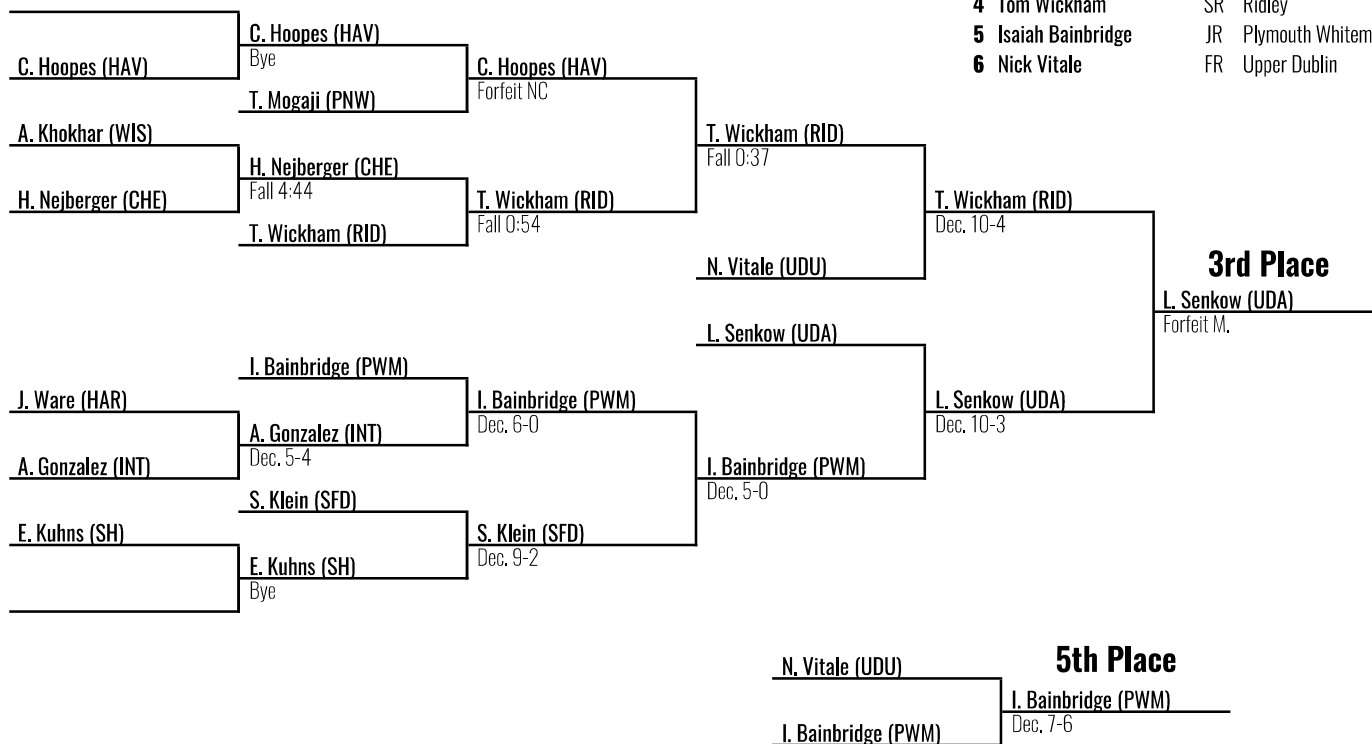 4 Tom Wickham SR Ridley
5 Isaiah Bainbridge JR Plymouth Whitem
6 Nick Vitale FR Upper Dublin
C. Hoopes (HAV)
C. Hoopes (HAV)
Bye
T. Mogaji (PNW)
C. Hoopes (HAV)
Forfeit NC
A. Khokhar (WIS)
H. Nejberger (CHE)
H. Nejberger (CHE)
Fall 4:44
T. Wickham (RID)
T. Wickham (RID)
Fall 0:54
T. Wickham (RID)
Fall 0:37
N. Vitale (UDU)
T. Wickham (RID)
Dec. 10-4
3rd Place
L. Senkow (UDA)
Forfeit M.
L. Senkow (UDA)
I. Bainbridge (PWM)
J. Ware (HAR)
A. Gonzalez (INT)
A. Gonzalez (INT)
Dec. 5-4
I. Bainbridge (PWM)
Dec. 6-0
L. Senkow (UDA)
Dec. 10-3
I. Bainbridge (PWM)
Dec. 5-0
S. Klein (SFD)
E. Kuhns (SH)
E. Kuhns (SH)
Bye
S. Klein (SFD)
Dec. 9-2
5th Place
N. Vitale (UDU)
I. Bainbridge (PWM)
I. Bainbridge (PWM)
Dec. 7-6